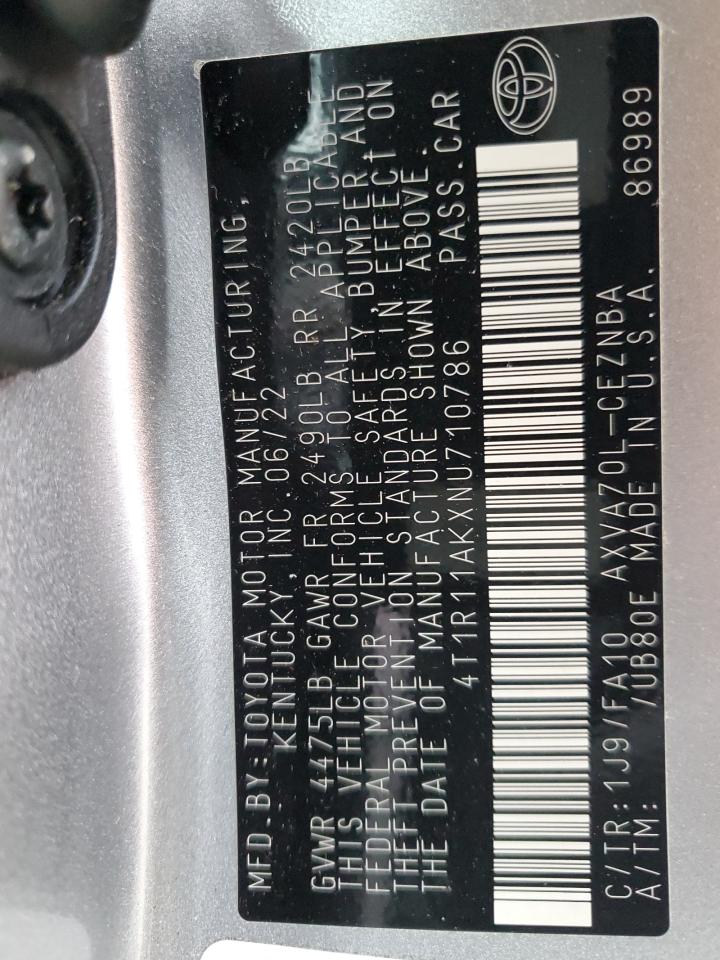 MFD.BY:TOYOTA MOTOR MANUFACTURING,
KENTUCKY, INC.06/22
GVWR 4475LB GAWR FR 2490LB RR 2420LB
THIS VEHICLE CONFORMS TO ALL APPLICABLE
FEDERAL MOTOR VEHICLE SAFETY,BUMPER AND
THEFT PREVENTION STANDARDS IN EFFECT ON
THE DATE OF MANUFACTURE SHOWN ABOVE.
4T1R11AKXNU710786 PASS.CAR
C/TR:1J9/FA10 AXVA70L-CEZNBA
A/TM: /UB80E MADE IN U.S.A. 86989